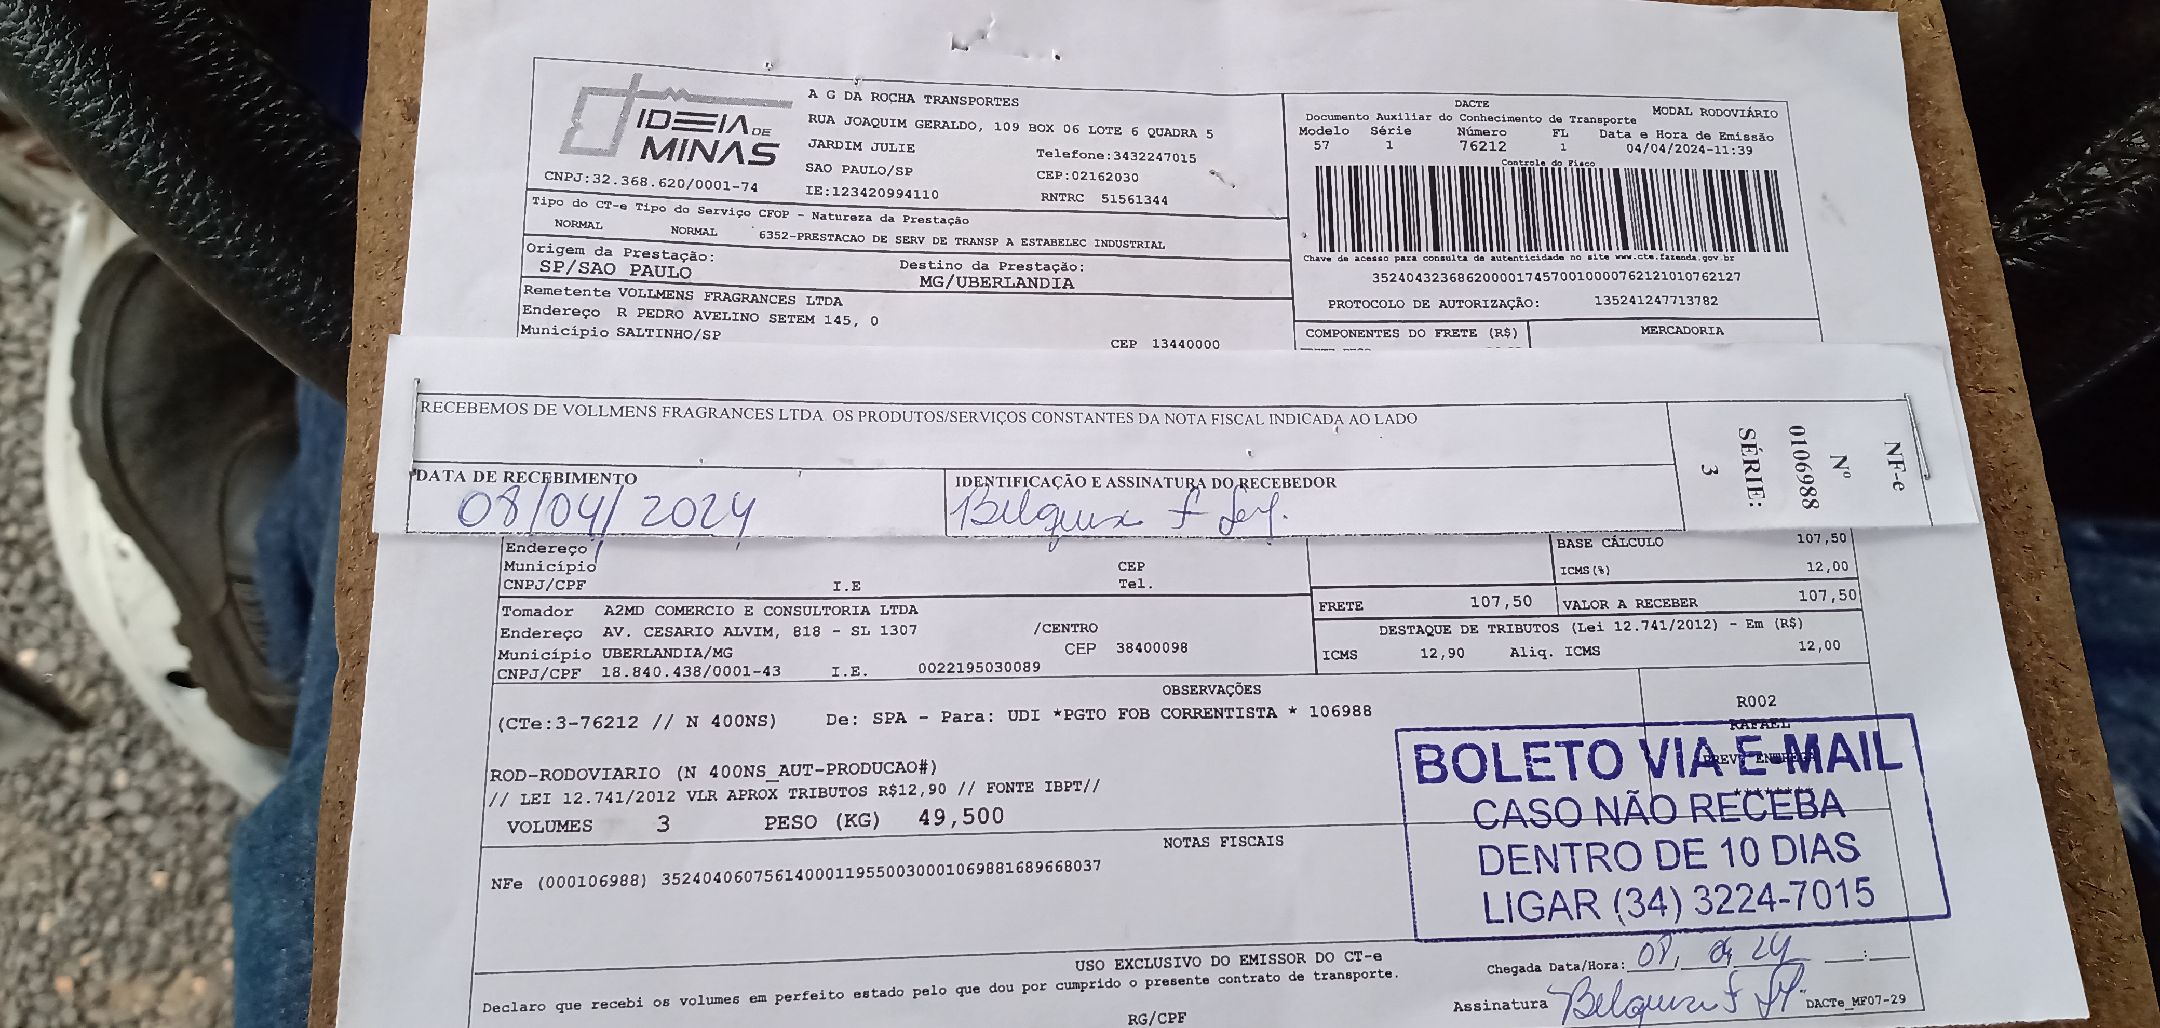 IDEIA DE
MINAS
CNPJ:32.368.620/0001-74
A G DA ROCHA TRANSPORTES
RUA JOAQUIM GERALDO, 109 BOX 06 LOTE 6 QUADRA 5
JARDIM JULIE
Telefone:3432247015
SAO PAULO/SP
CEP:02162030
IE:123420994110
RNTRC 51561344
DACTE
MODAL RODOVIÁRIO
Documento Auxiliar do Conhecimento de Transporte
Modelo Série Número FL Data e Hora de Emissão
57 1 76212 1 04/04/2024-11:39
Controle do Fisco
Chave de acesso para consulta de autenticidade no site www.cte.fazenda.gov.br
35240432368620000174570010000762121010762127
PROTOCOLO DE AUTORIZAÇÃO: 135241247713782
Tipo do CT-e Tipo do Serviço CFOP - Natureza da Prestação
NORMAL NORMAL 6352-PRESTACAO DE SERV DE TRANSP A ESTABELEC INDUSTRIAL
Origem da Prestação: Destino da Prestação:
SP/SAO PAULO MG/UBERLANDIA
Remetente VOLLMENS FRAGRANCES LTDA
Endereço R PEDRO AVELINO SETEM 145, 0
Município SALTINHO/SP CEP 13440000
COMPONENTES DO FRETE (R$) MERCADORIA
RECEBEMOS DE VOLLMENS FRAGRANCES LTDA. OS PRODUTOS/SERVIÇOS CONSTANTES DA NOTA FISCAL INDICADA AO LADO
DATA DE RECEBIMENTO
08/04/2024
IDENTIFICAÇÃO E ASSINATURA DO RECEBEDOR
NF-e
Nº
0106988
SÉRIE:
3
Endereço
Município CEP
CNPJ/CPF I.E Tel.
BASE CÁLCULO 107,50
ICMS(%) 12,00
FRETE 107,50 VALOR A RECEBER 107,50
DESTAQUE DE TRIBUTOS (Lei 12.741/2012) - Em (R$)
ICMS 12,90 Aliq. ICMS 12,00
Tomador A2MD COMERCIO E CONSULTORIA LTDA
Endereço AV. CESARIO ALVIM, 818 - SL 1307 /CENTRO
Município UBERLANDIA/MG CEP 38400098
CNPJ/CPF 18.840.438/0001-43 I.E. 0022195030089
OBSERVAÇÕES
(CTe:3-76212 // N 400NS) De: SPA - Para: UDI *PGTO FOB CORRENTISTA * 106988
R002
RAFAEL
ROD-RODOVIARIO (N 400NS_AUT-PRODUCAO#)
// LEI 12.741/2012 VLR APROX TRIBUTOS R$12,90 // FONTE IBPT//
VOLUMES 3 PESO (KG) 49,500
BOLETO VIA E-MAIL
CASO NÃO RECEBA
DENTRO DE 10 DIAS
LIGAR (34) 3224-7015
NOTAS FISCAIS
NFe (000106988) 35240406075614000119550030001069881689668037
USO EXCLUSIVO DO EMISSOR DO CT-e
Declaro que recebi os volumes em perfeito estado pelo que dou por cumprido o presente contrato de transporte.
RG/CPF
Chegada Data/Hora: 08, 04 24
Assinatura
DACTe_MF07-29